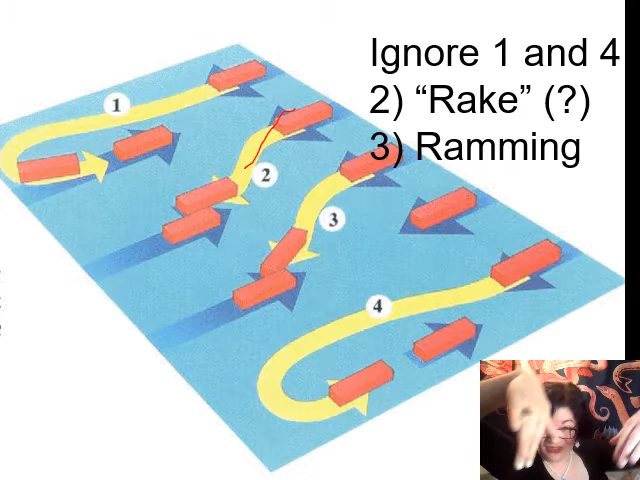 Ignore 1 and 4
2) “Rake” (?)
3) Ramming
1
2
3
4